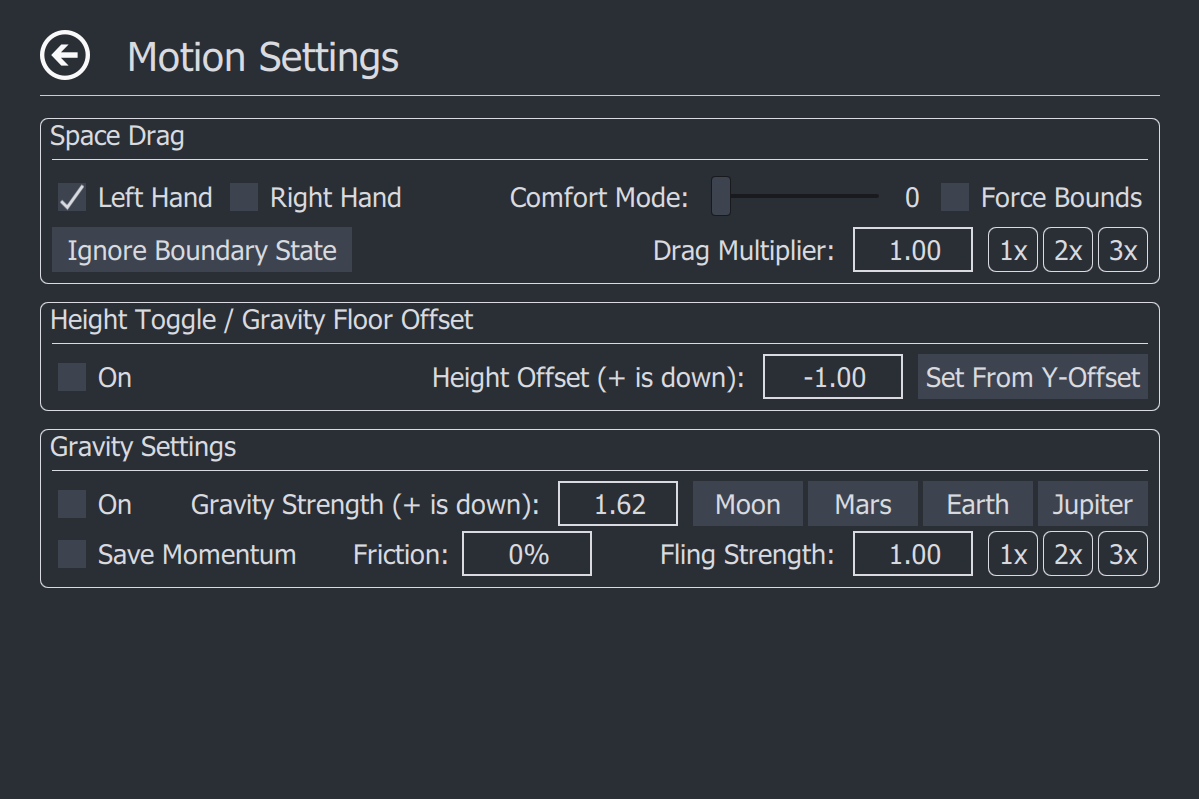 Motion Settings
Space Drag
Left Hand Right Hand Comfort Mode: 0 Force Bounds
Ignore Boundary State Drag Multiplier: 1.00 1x 2x 3x
Height Toggle / Gravity Floor Offset
On Height Offset (+ is down): -1.00 Set From Y-Offset
Gravity Settings
On Gravity Strength (+ is down): 1.62 Moon Mars Earth Jupiter
Save Momentum Friction: 0% Fling Strength: 1.00 1x 2x 3x